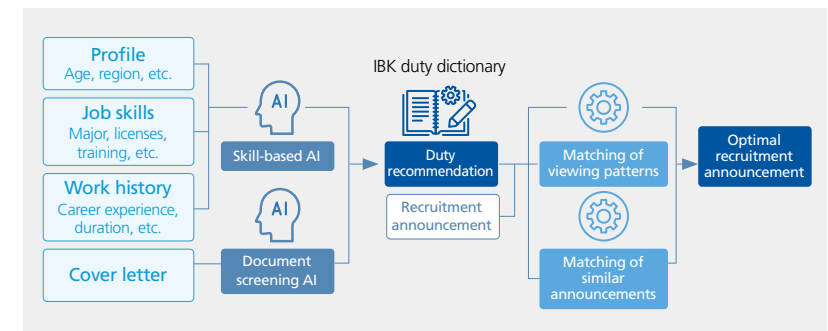 Profile
Age, region, etc.
Job skills
Major, licenses,
training, etc.
Work history
Career experience,
duration, etc.
Cover letter
AI
Skill-based AI
AI
Document
screening AI
IBK duty dictionary
Duty
recommendation
Recruitment
announcement
Matching of
viewing patterns
Matching of
similar
announcements
Optimal
recruitment
announcement